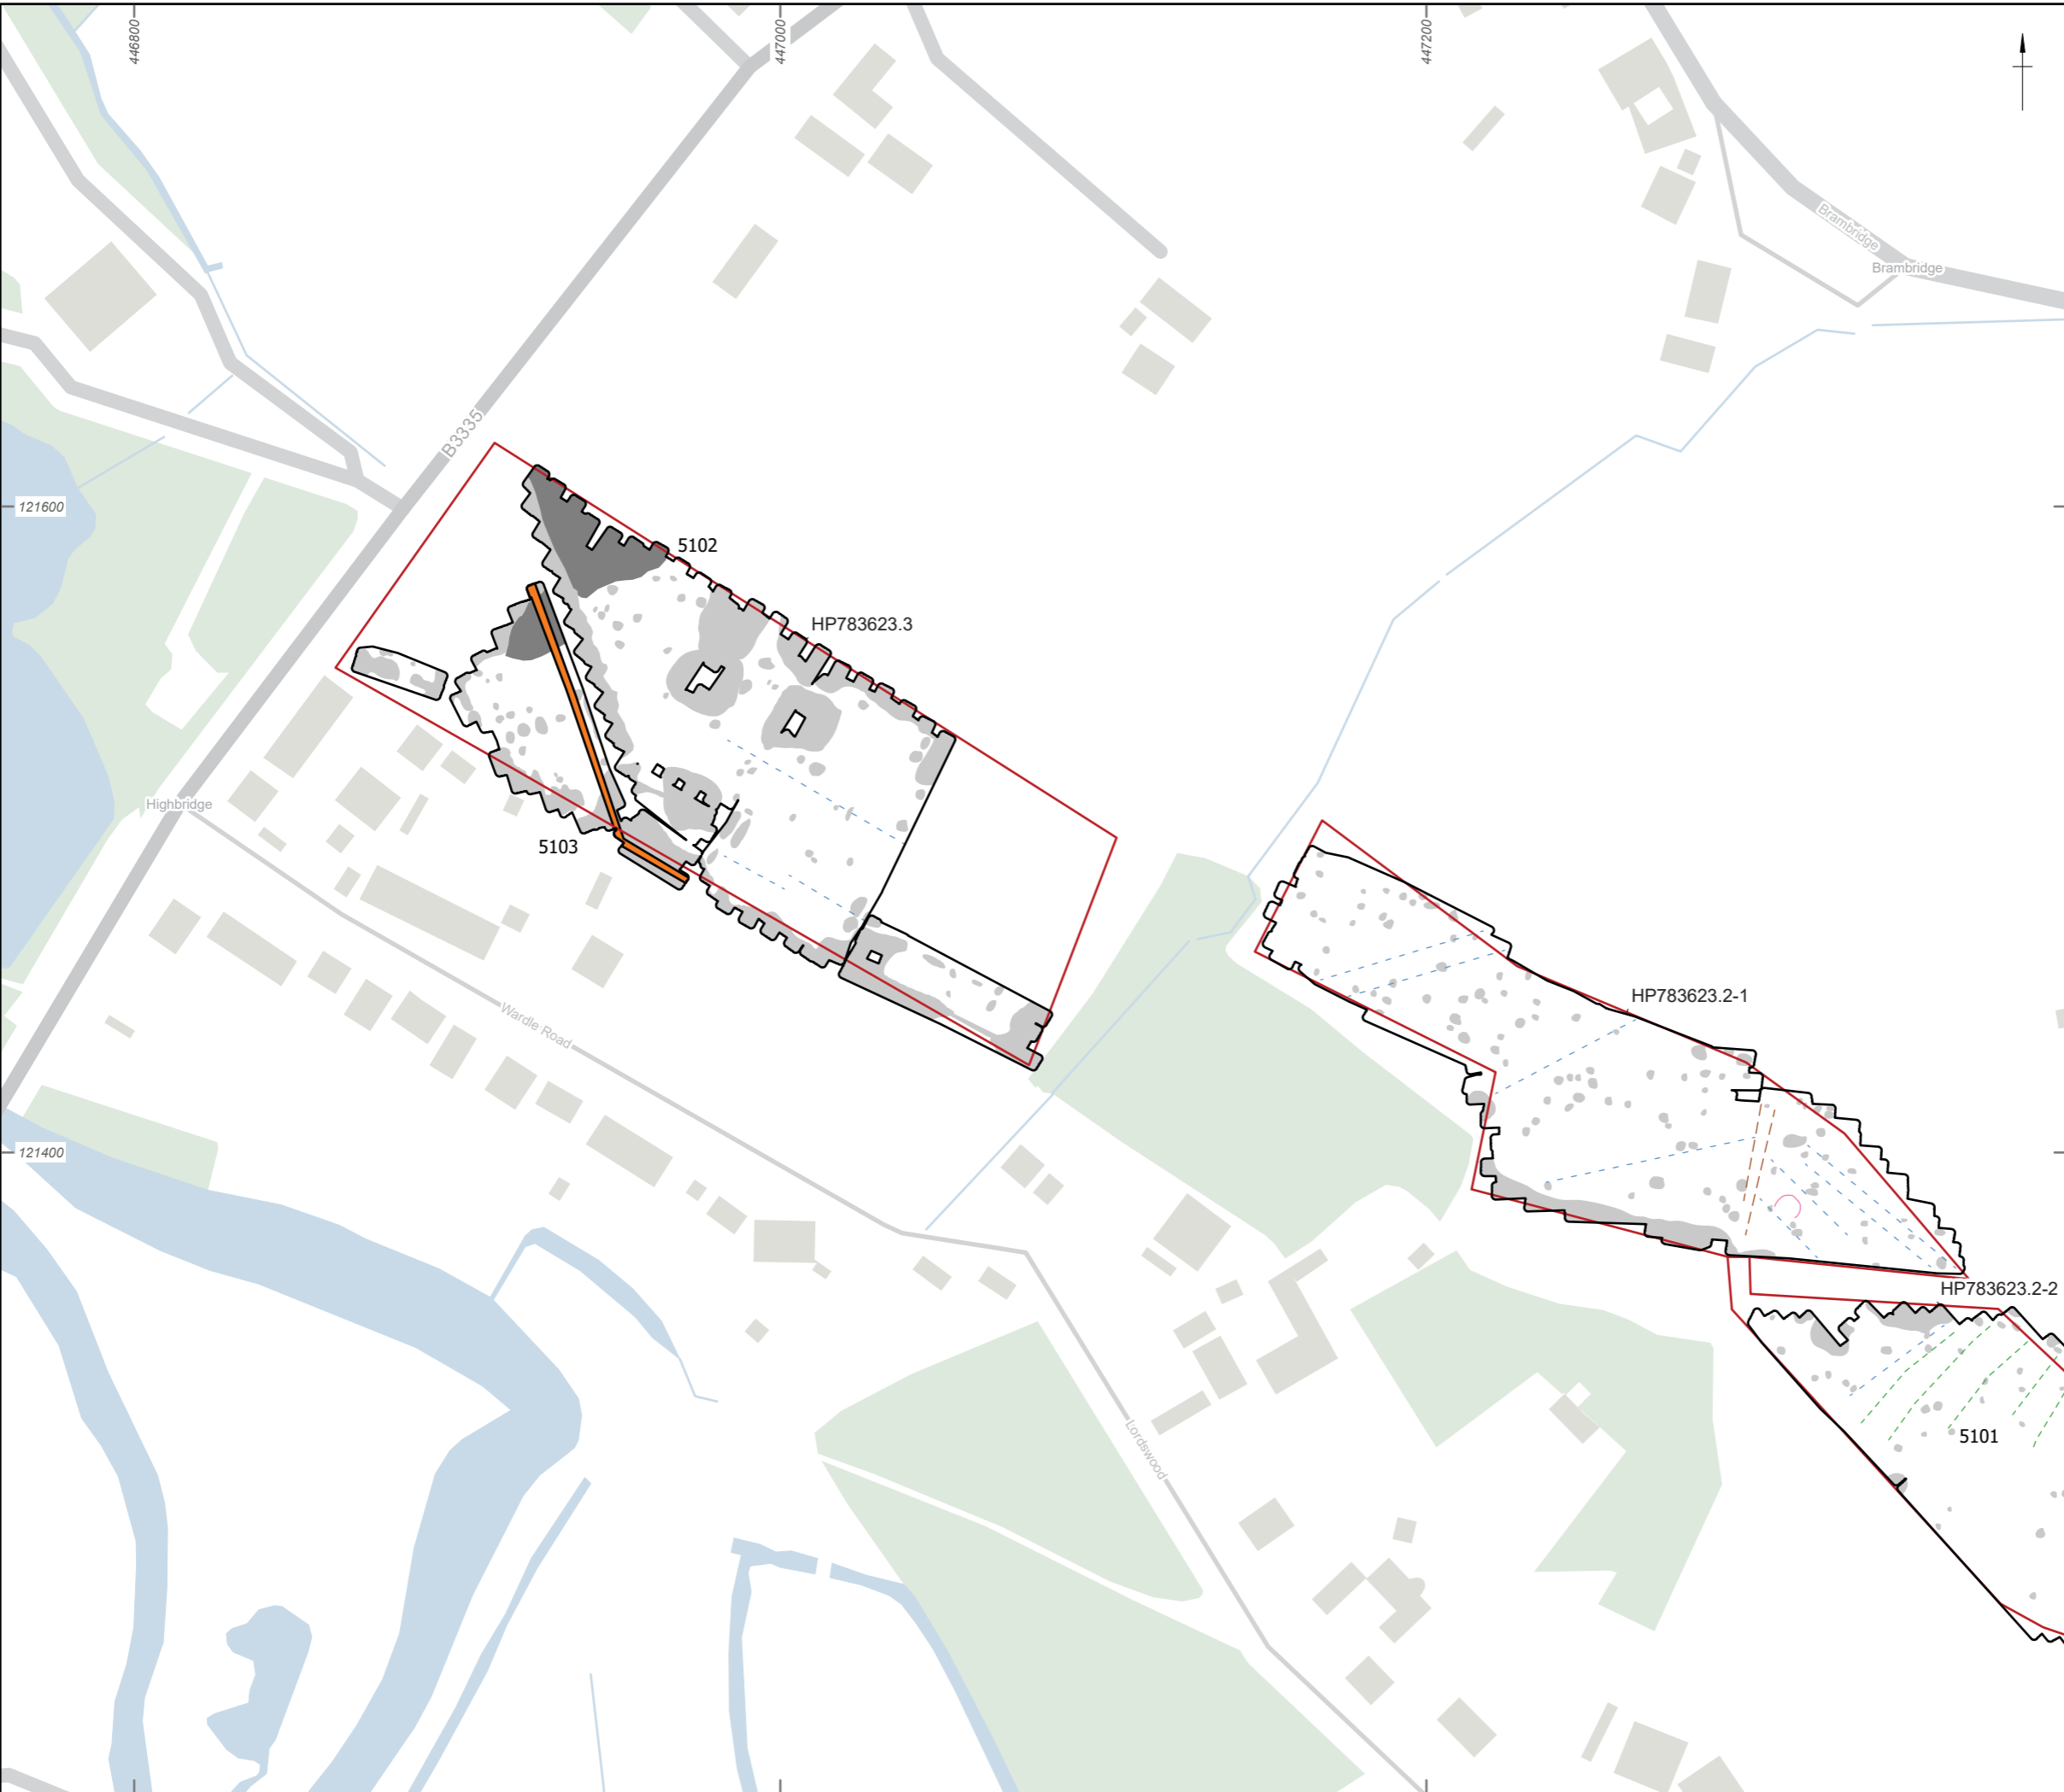 446800
447000
447200
Brambridge
Brambridge
B3335
121600
5102
HP783623.3
Highbridge
5103
HP783623.2-1
Wardle Road
121400
HP783623.2-2
Lordswood
5101